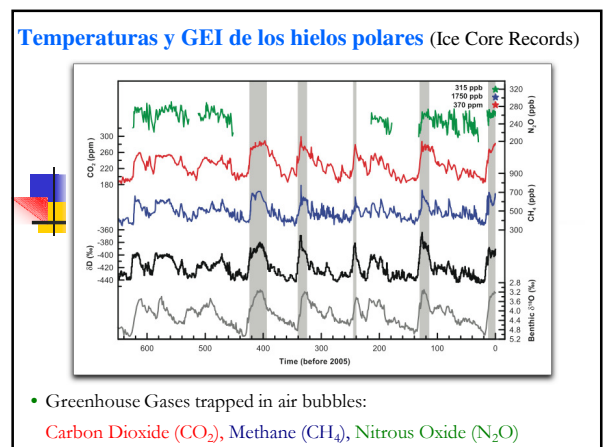 Temperaturas y GEI de los hielos polares (Ice Core Records)
315 ppb
1750 ppb
370 ppm
320
280
260
240
200
N₂O (ppb)
300
260
220
180
CO₂ (ppm)
900
700
500
300
CH₄ (ppb)
-360
-380
-400
-420
-440
δD (‰)
2.8
3.2
3.6
4.0
4.4
4.8
5.2
Benthic δ¹⁸O (‰)
600 500 400 300 200 100 0
Time (before 2005)
• Greenhouse Gases trapped in air bubbles:
Carbon Dioxide (CO₂), Methane (CH₄), Nitrous Oxide (N₂O)